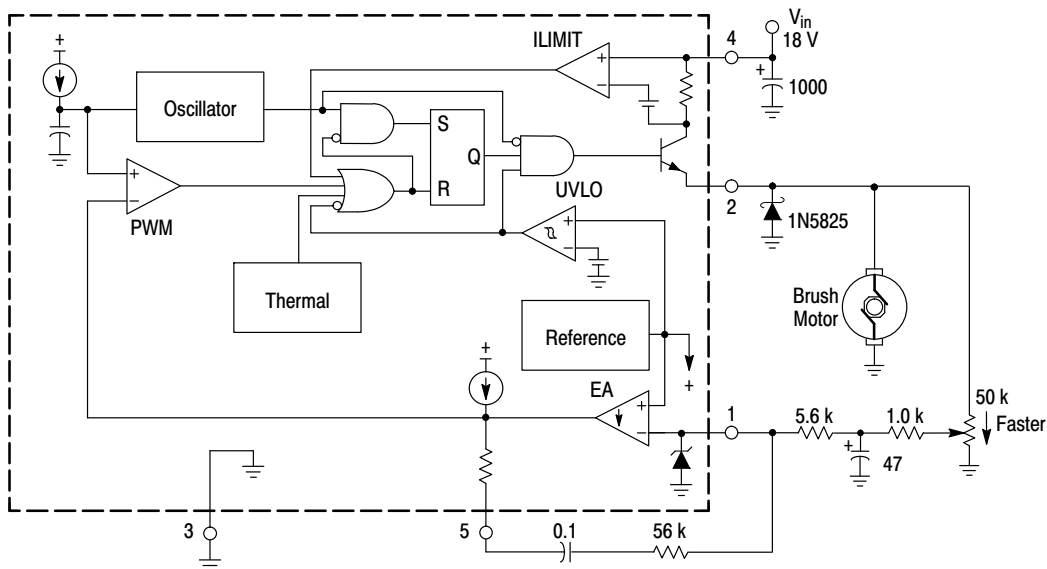 ILIMIT
4
Vin
18 V
+
+
−
+
1000
Oscillator
S
Q
R
+
−
PWM
UVLO
2
1N5825
+
−
Thermal
Brush
Motor
Reference
+
+
EA
+
−
1
5.6 k
1.0 k
50 k
Faster
+
47
3
5
0.1
56 k